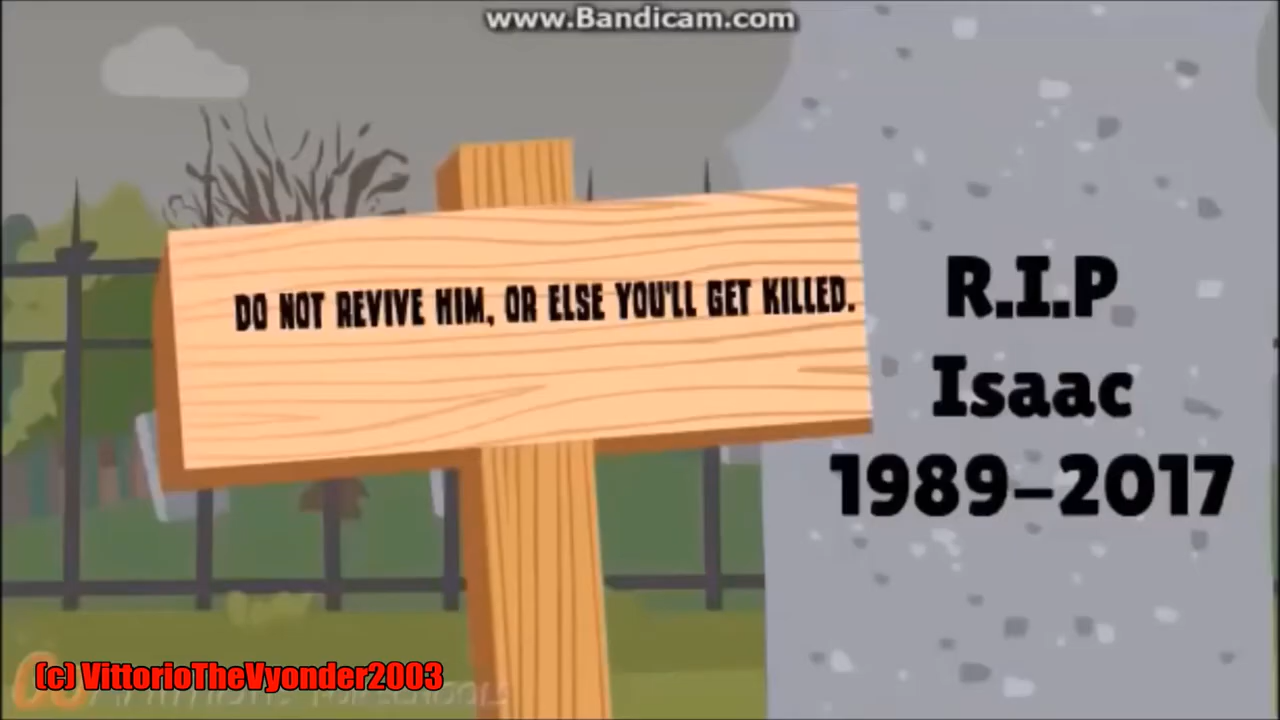 www.Bandicam.com
DO NOT REVIVE HIM, OR ELSE YOU'LL GET KILLED.
R.I.P
Isaac
1989-2017
(c) VittorioTheVyonder2003